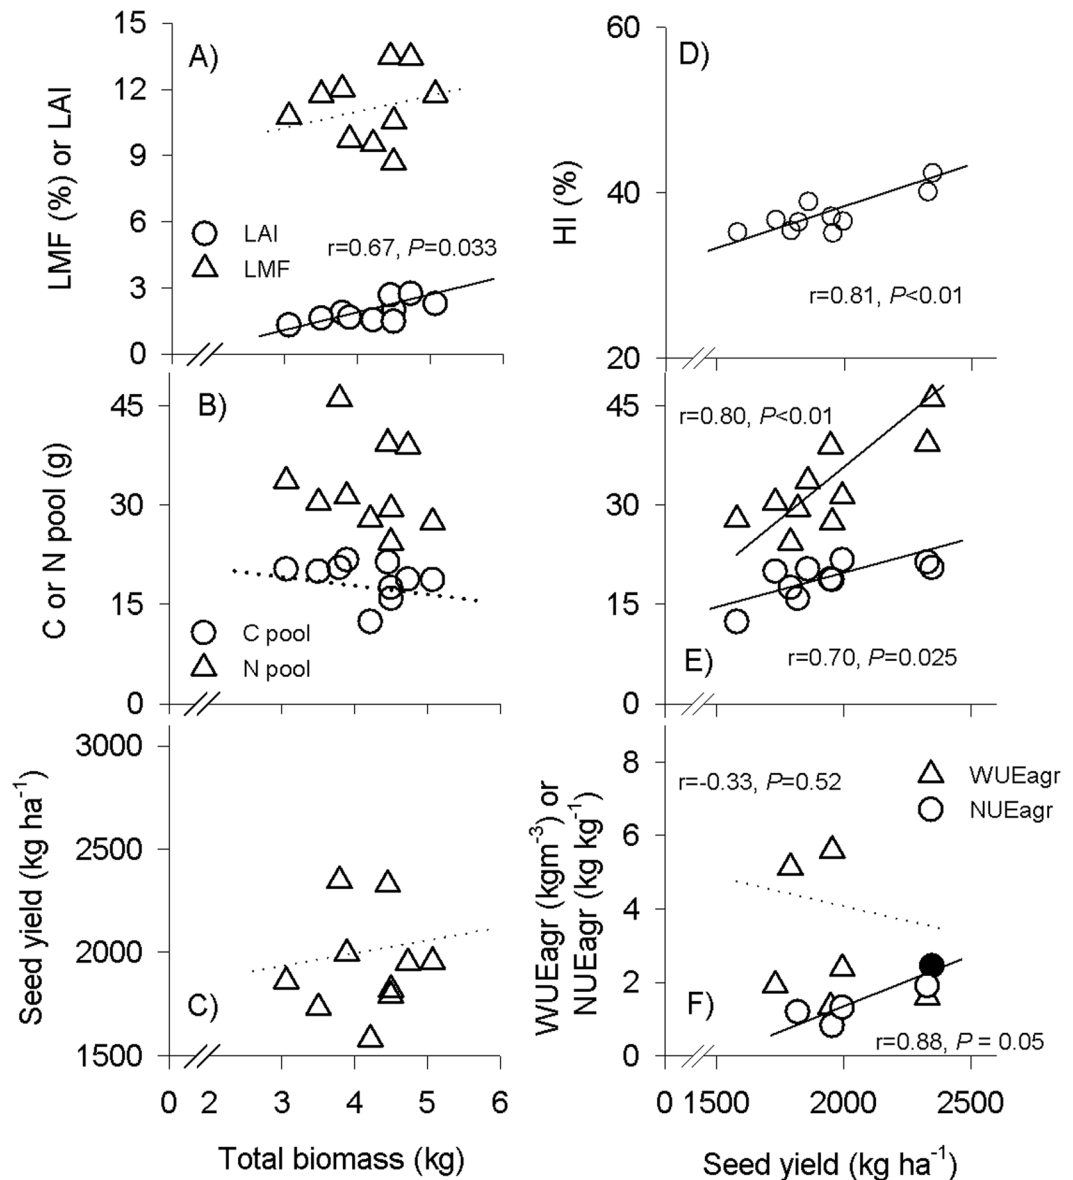 A)
LMF (%) or LAI
15
12
9
6
3
0
LAI
LMF
r=0.67, P=0.033
D)
HI (%)
60
40
20
r=0.81, P<0.01
B)
C or N pool (g)
45
30
15
0
C pool
N pool
E)
45
30
15
0
r=0.80, P<0.01
r=0.70, P=0.025
C)
Seed yield (kg ha⁻¹)
3000
2500
2000
1500
0 2 3 4 5 6
Total biomass (kg)
F)
WUEagr (kgm⁻³) or
NUEagr (kg kg⁻¹)
8
6
4
2
0
r=-0.33, P=0.52
WUEagr
NUEagr
r=0.88, P = 0.05
0 1500 2000 2500
Seed yield (kg ha⁻¹)